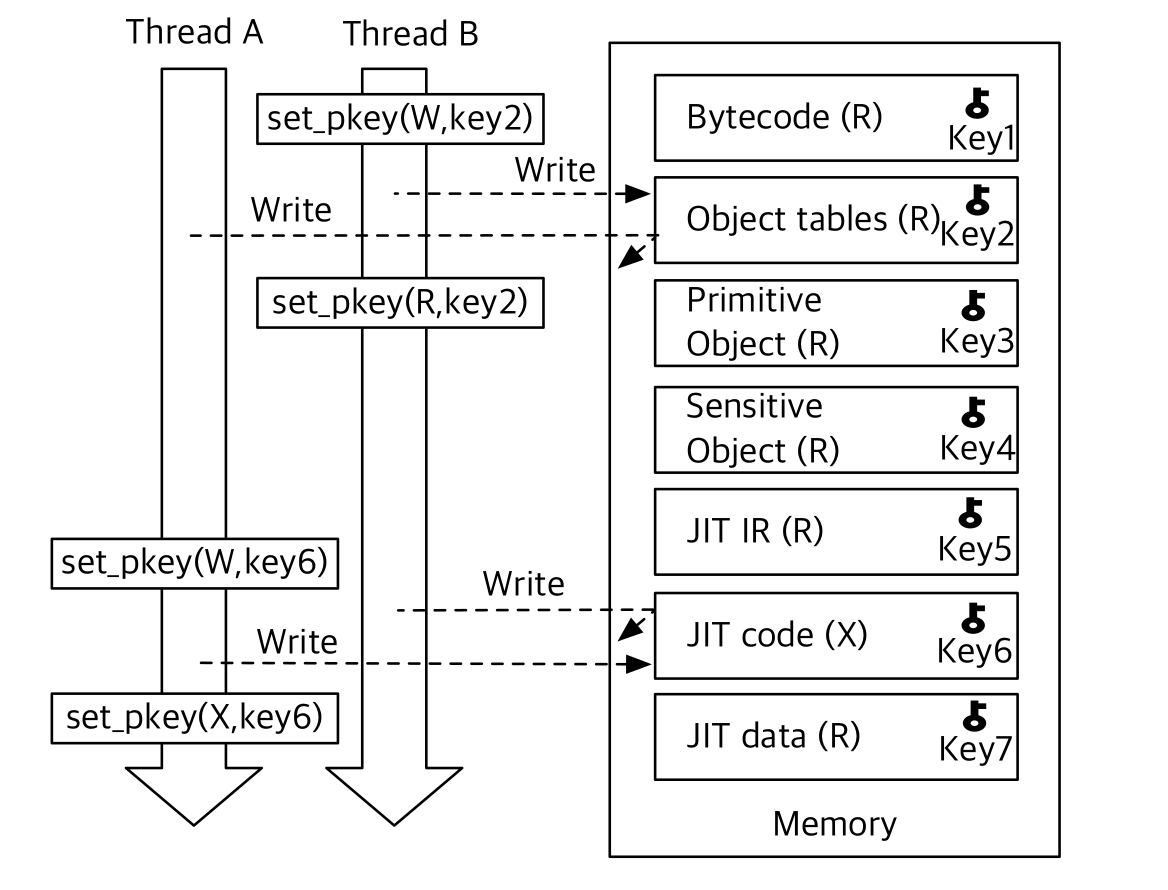 Thread A
Thread B
set_pkey(W,key2)
Write
Write
set_pkey(R,key2)
set_pkey(W,key6)
Write
Write
set_pkey(X,key6)
Bytecode (R)
Key1
Object tables (R)
Key2
Primitive
Object (R)
Key3
Sensitive
Object (R)
Key4
JIT IR (R)
Key5
JIT code (X)
Key6
JIT data (R)
Key7
Memory